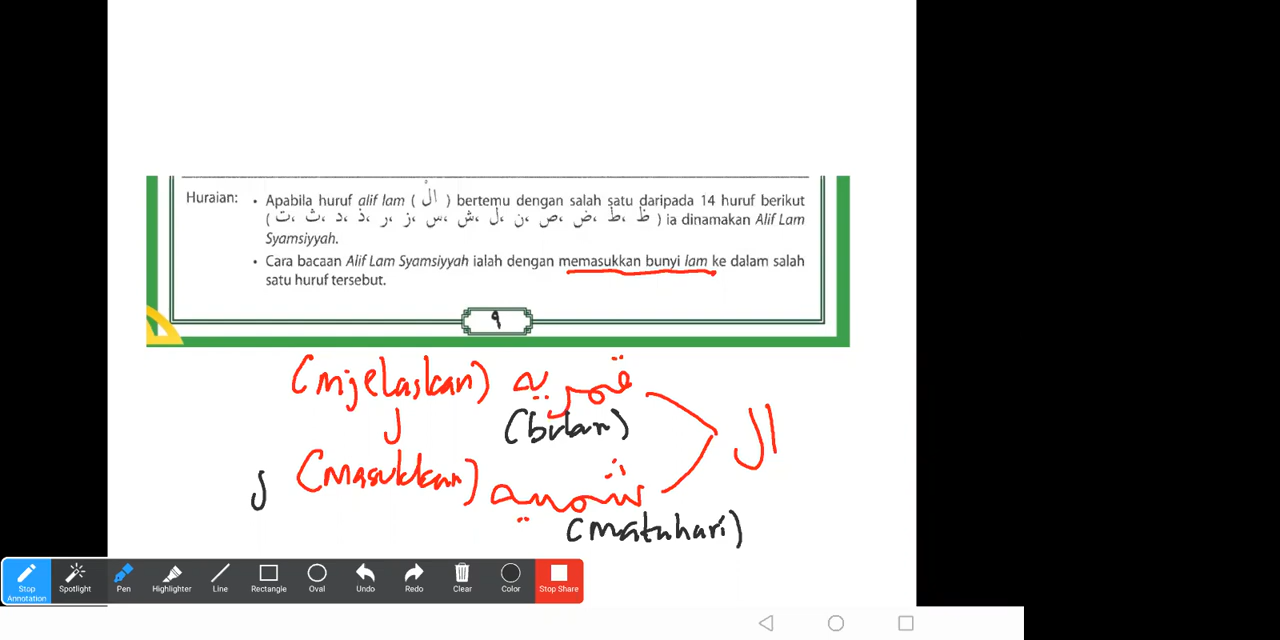 Huraian: • Apabila huruf alif lam ( الْ ) bertemu dengan salah satu daripada 14 huruf berikut
( ت، ث، د، ذ، ر، ز، س، ش، ل، ن، ص، ض، ط، ظ ) ia dinamakan Alif Lam
Syamsiyyah.
• Cara bacaan Alif Lam Syamsiyyah ialah dengan memasukkan bunyi lam ke dalam salah
satu huruf tersebut.
٩
(mjelaskan) قمريه
ل (bulan)
ال
ل (masukkan) شمسيه
(matahari)
Stop Annotation Spotlight Pen Highlighter Line Rectangle Oval Undo Redo Clear Color Stop Share